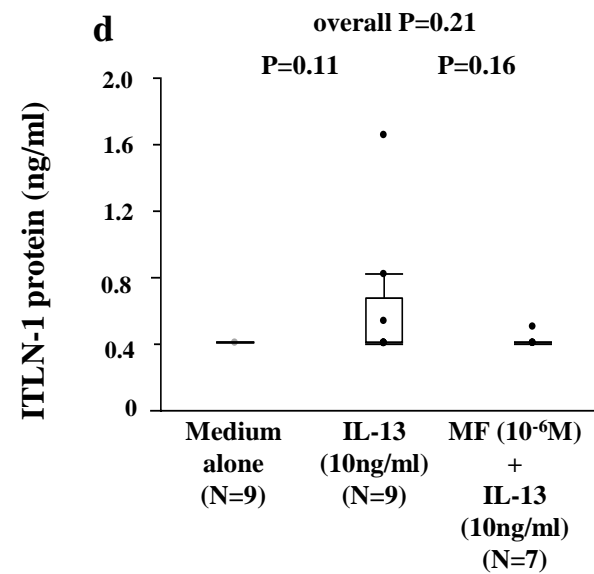 d
overall P=0.21
P=0.11
P=0.16
ITLN-1 protein (ng/ml)
2.0
1.6
1.2
0.8
0.4
0
Medium
alone
(N=9)
IL-13
(10ng/ml)
(N=9)
MF (10⁻⁶M)
+
IL-13
(10ng/ml)
(N=7)